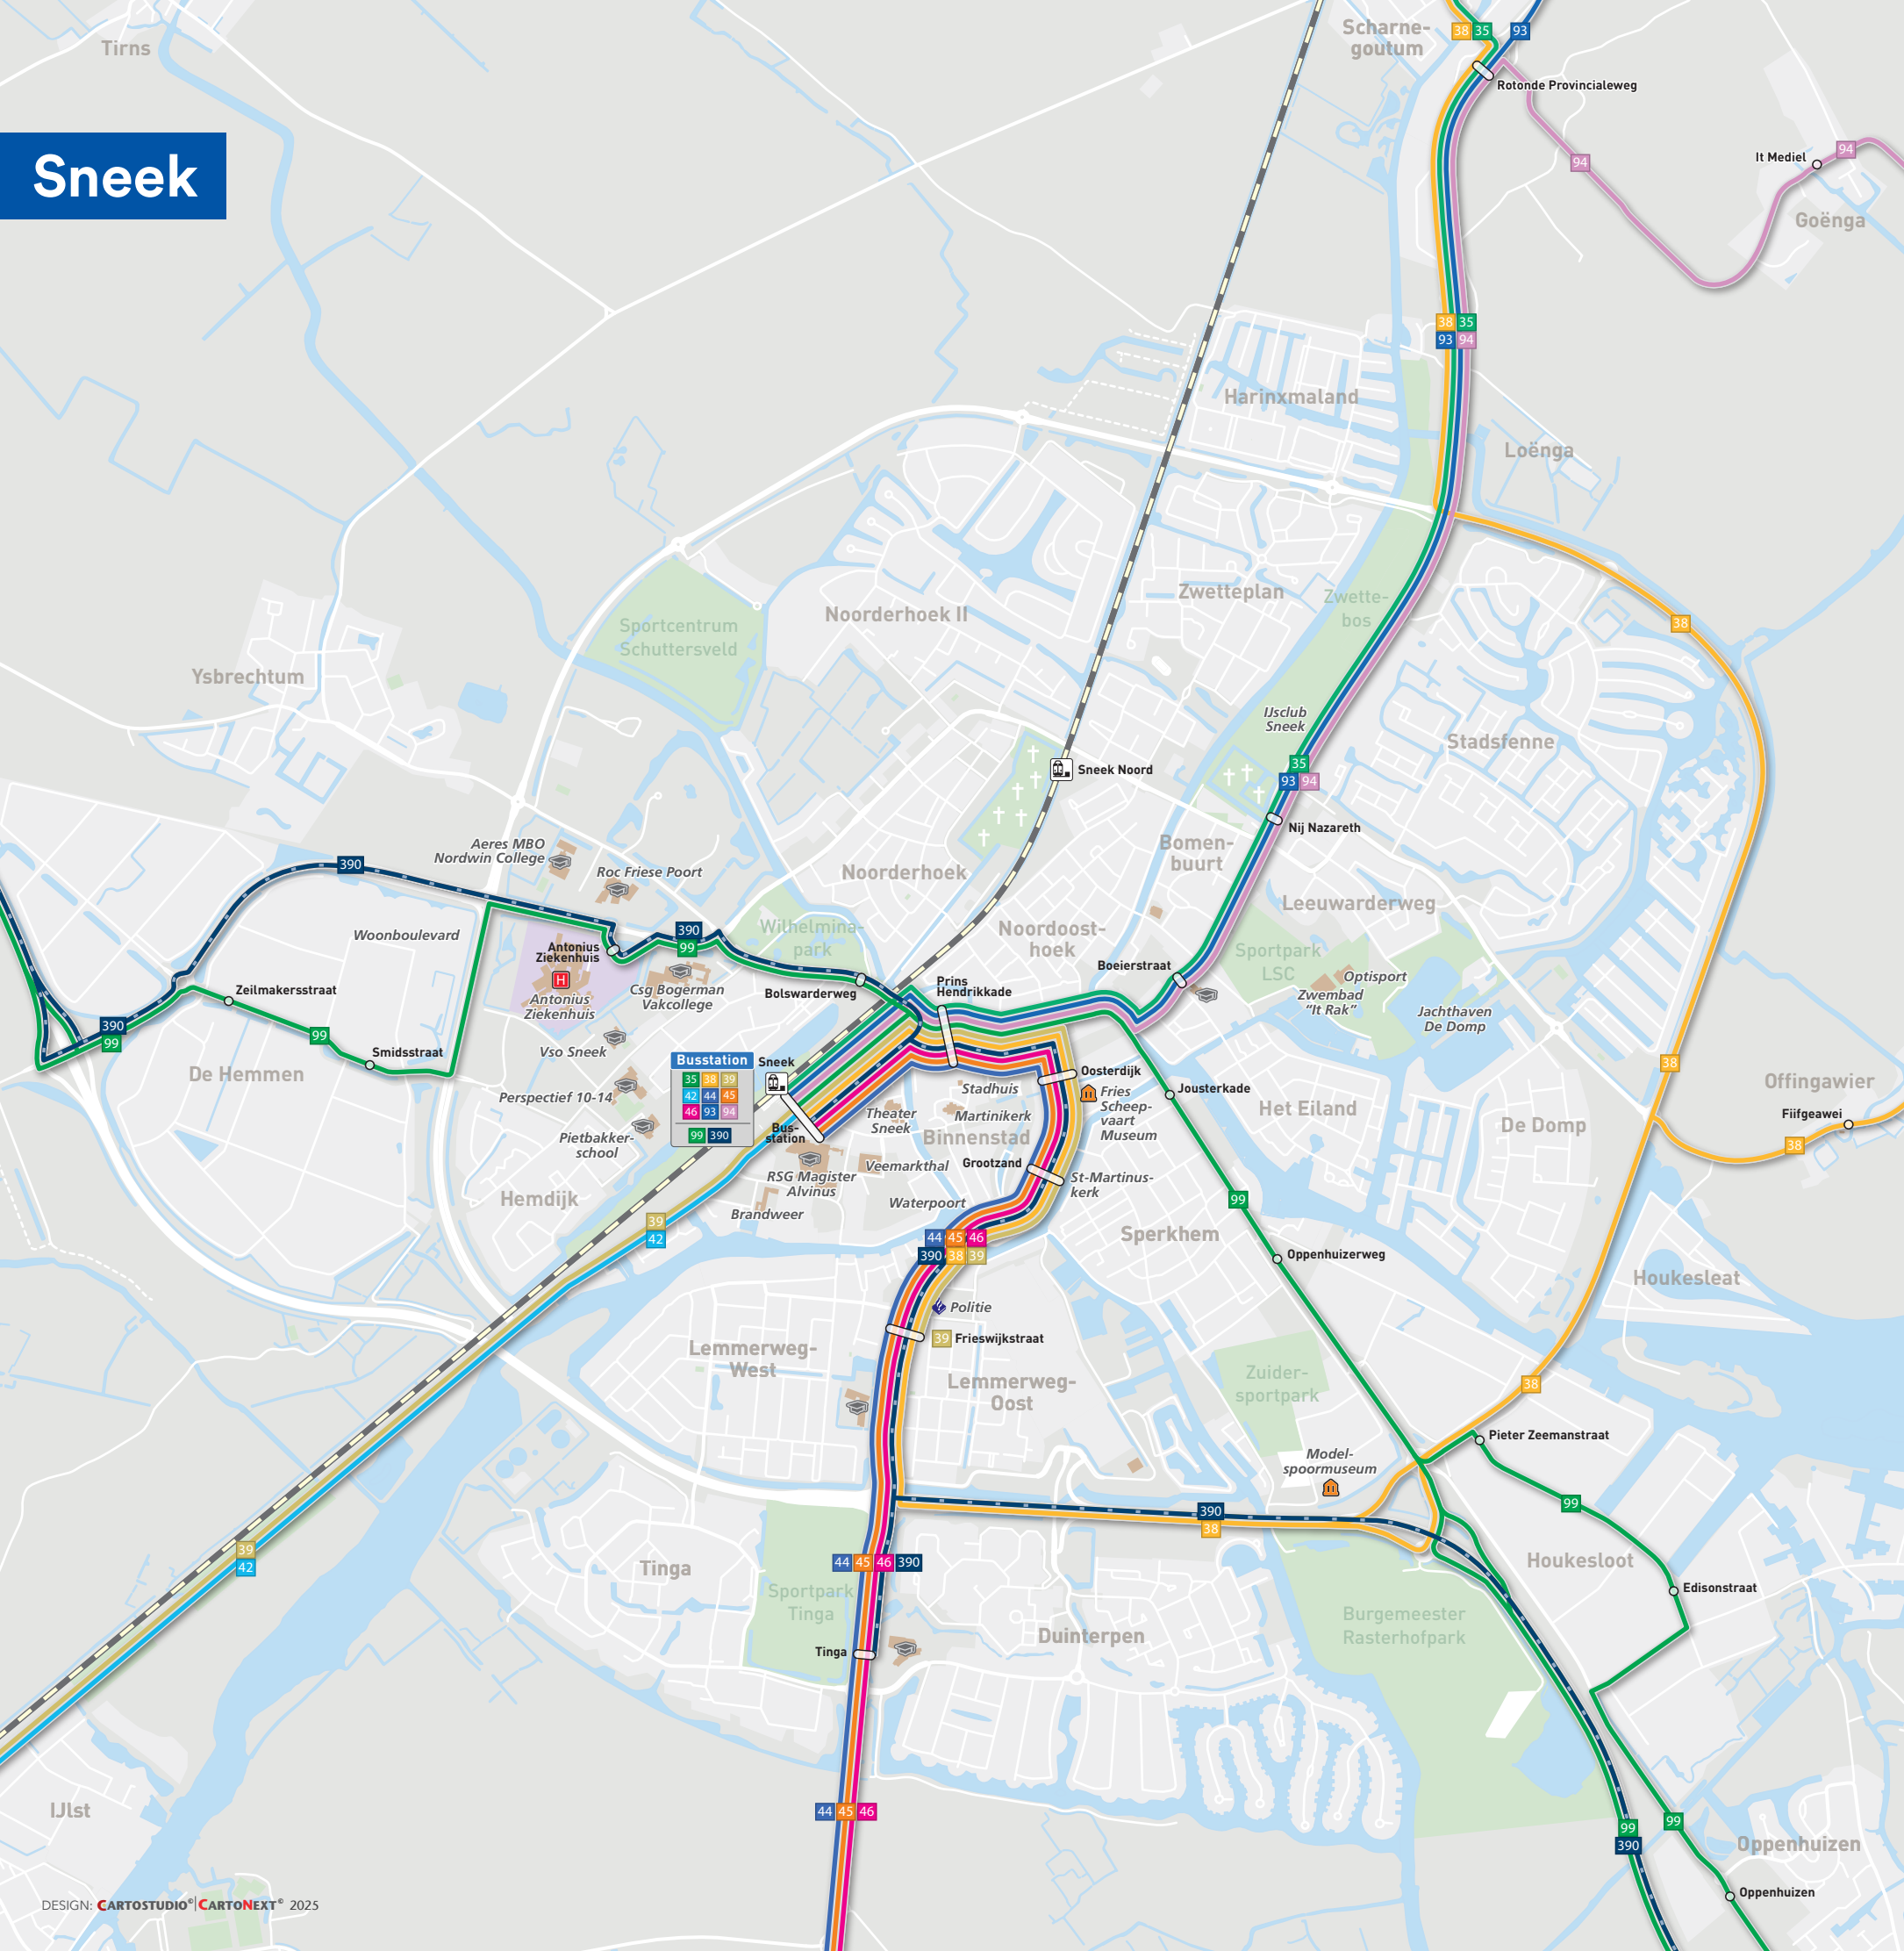 Tirns
Scharne-
goutum
38 35
93
Rotonde Provincialeweg
Sneek
94
It Mediel
94
Goënga
38 35
93 94
Harinxmaland
Loënga
Zwetteplan
Zwette-
bos
Noorderhoek II
Sportcentrum
Schuttersveld
38
Ysbrechtum
IJsclub
Sneek
Stadsfenne
35
93 94
Sneek Noord
Nij Nazareth
Bomen-
buurt
Aeres MBO
Nordwin College
Roc Friese Poort
390
Noorderhoek
Leeuwarderweg
Woonboulevard
390
99
Wilhelmina-
park
Noordoost-
hoek
Sportpark
LSC
Antonius
Ziekenhuis
H
Antonius
Ziekenhuis
Csg Bogerman
Vakcollege
Bolswarderweg
Prins
Hendrikkade
Boeierstraat
Optisport
Zwembad
“It Rak”
Jachthaven
De Domp
Zeilmakersstraat
390
99
99
Smidsstraat
Vso Sneek
De Hemmen
Busstation
35 38 39
42 44 45
46 93 94
99 390
Sneek
Bus-
station
Perspectief 10-14
Pietbakker-
school
Stadhuis
Oosterdijk
Jousterkade
38
Offingawier
Fiifgeawei
38
Theater
Sneek
Martinikerk
Binnenstad
Fries
Scheep-
vaart
Museum
Het Eiland
De Domp
RSG Magister
Alvinus
Veemarkthal
Grootzand
St-Martinus-
kerk
Hemdijk
Brandweer
Waterpoort
99
39
42
44 45 46
390 38 39
Sperkhem
Oppenhuizerweg
Houkesleat
Politie
39 Frieswijkstraat
Lemmerweg-
West
Lemmerweg-
Oost
Zuider-
sportpark
38
Pieter Zeemanstraat
Model-
spoormuseum
390
38
99
39
42
44 45 46 390
Tinga
Sportpark
Tinga
Houkesloot
Edisonstraat
Burgemeester
Rasterhofpark
Duinterpen
Tinga
IJlst
44 45 46
99
390
99
Oppenhuizen
Oppenhuizen
DESIGN: CARTOSTUDIO©|CARTONEXT© 2025